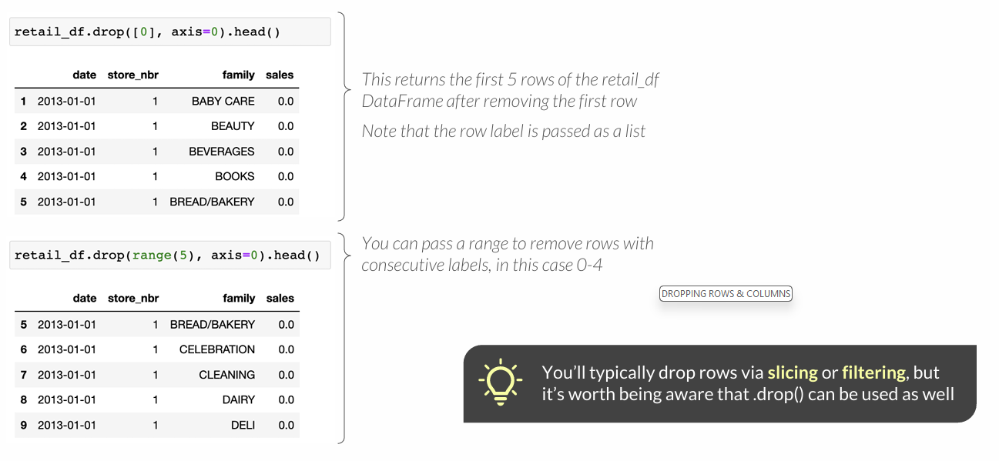 retail_df.drop([0], axis=0).head()
date store_nbr family sales
1 2013-01-01 1 BABY CARE 0.0
2 2013-01-01 1 BEAUTY 0.0
3 2013-01-01 1 BEVERAGES 0.0
4 2013-01-01 1 BOOKS 0.0
5 2013-01-01 1 BREAD/BAKERY 0.0
This returns the first 5 rows of the retail_df
DataFrame after removing the first row
Note that the row label is passed as a list
retail_df.drop(range(5), axis=0).head()
date store_nbr family sales
5 2013-01-01 1 BREAD/BAKERY 0.0
6 2013-01-01 1 CELEBRATION 0.0
7 2013-01-01 1 CLEANING 0.0
8 2013-01-01 1 DAIRY 0.0
9 2013-01-01 1 DELI 0.0
You can pass a range to remove rows with
consecutive labels, in this case 0-4
DROPPING ROWS & COLUMNS
You’ll typically drop rows via slicing or filtering, but
it’s worth being aware that .drop() can be used as well